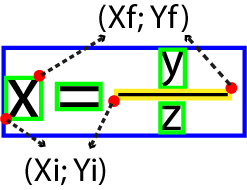 (Xf; Yf)
X = y
z
(Xi; Yi)